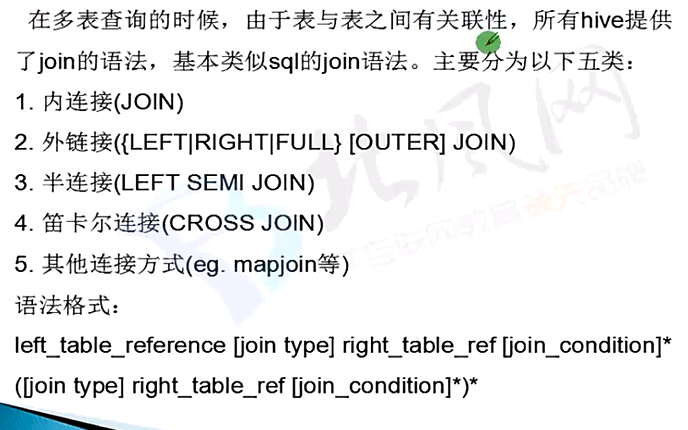 在多表查询的时候，由于表与表之间有关联性，所有hive提供
了join的语法，基本类似sql的join语法。主要分为以下五类：
1. 内连接(JOIN)
2. 外链接({LEFT|RIGHT|FULL} [OUTER] JOIN)
3. 半连接(LEFT SEMI JOIN)
4. 笛卡尔连接(CROSS JOIN)
5. 其他连接方式(eg. mapjoin等)
语法格式：
left_table_reference [join type] right_table_ref [join_condition]*
([join type] right_table_ref [join_condition]*)*
北风网